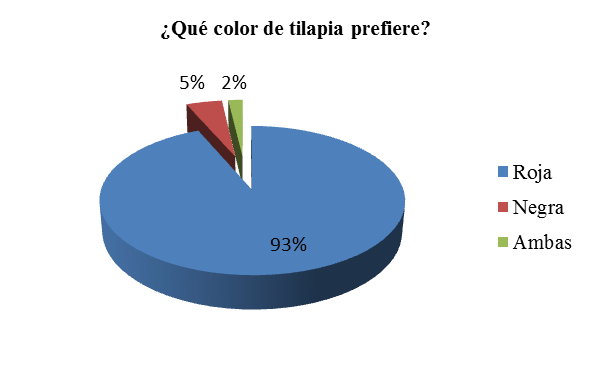 ¿Qué color de tilapia prefiere?
5%
2%
93%
Roja
Negra
Ambas